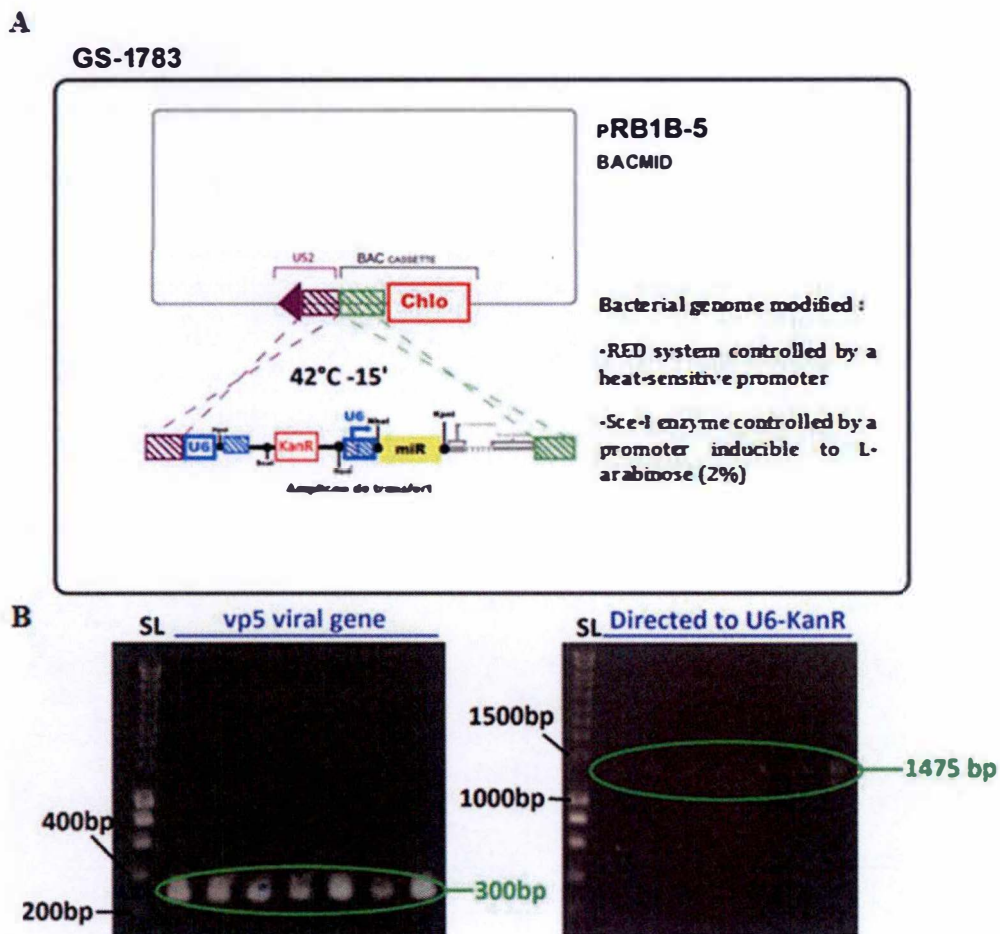 A
GS-1783
pRB1B-5
BACMID
US2
BAC CASSETTE
Chlo
Bacterial genome modified :
-RED system controlled by a
heat-sensitive promoter
42°C -15'
-Sce-I enzyme controlled by a
promoter inducible to L-
arabinose (2%)
U6
U6
KanR
miR
B
SL
vp5 viral gene
SL
Directed to U6-KanR
1500bp
1475 bp
1000bp
400bp
300bp
200bp